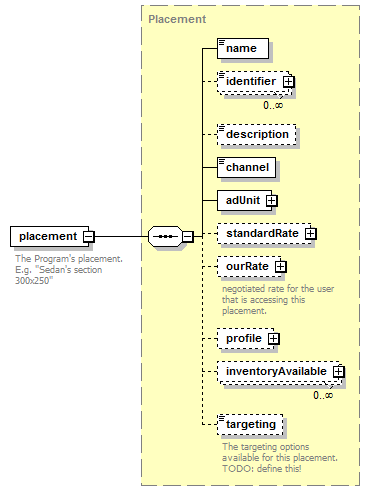 Placement
name
identifier
0..∞
description
channel
adUnit
standardRate
placement
The Program's placement.
E.g. "Sedan's section
300x250"
ourRate
negotiated rate for the user
that is accessing this
placement.
profile
inventoryAvailable
0..∞
targeting
The targeting options
available for this placement.
TODO: define this!